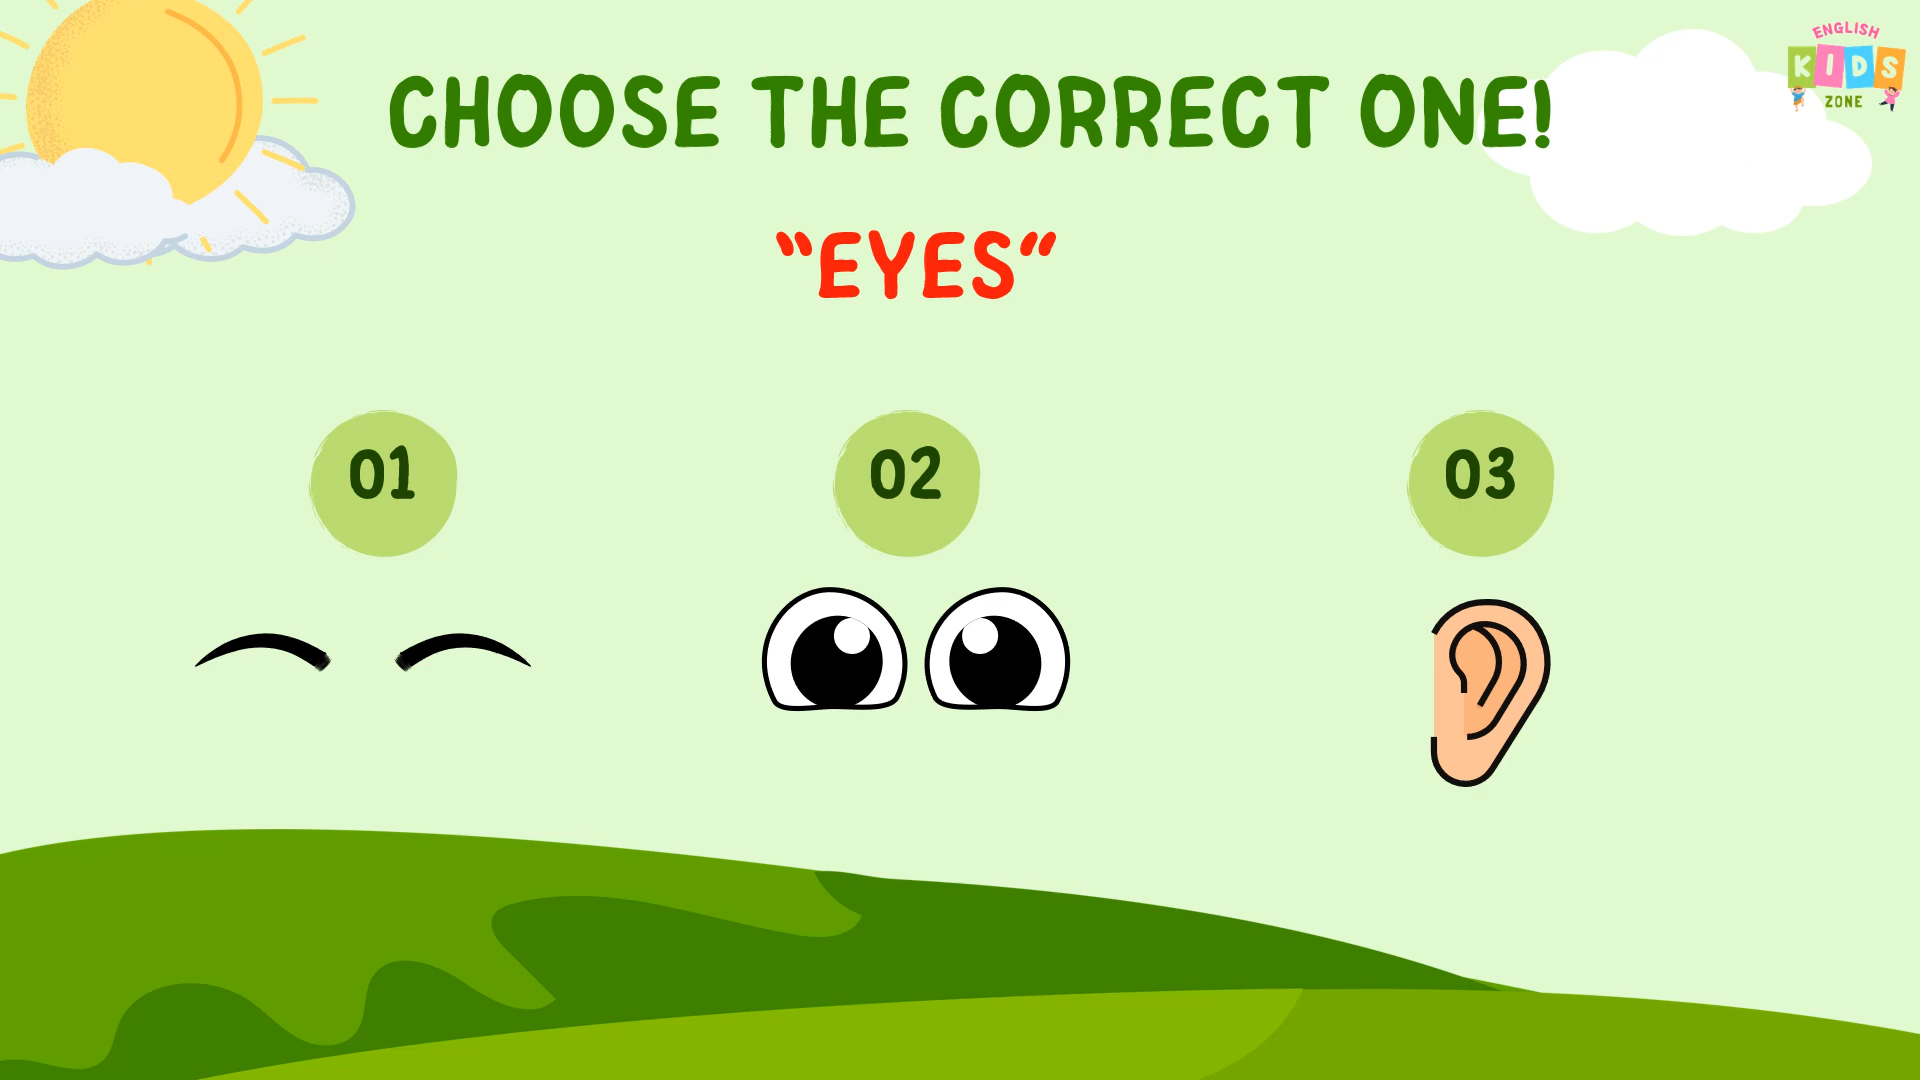 ENGLISH
KIDS
ZONE
CHOOSE THE CORRECT ONE!
“EYES“
01
02
03